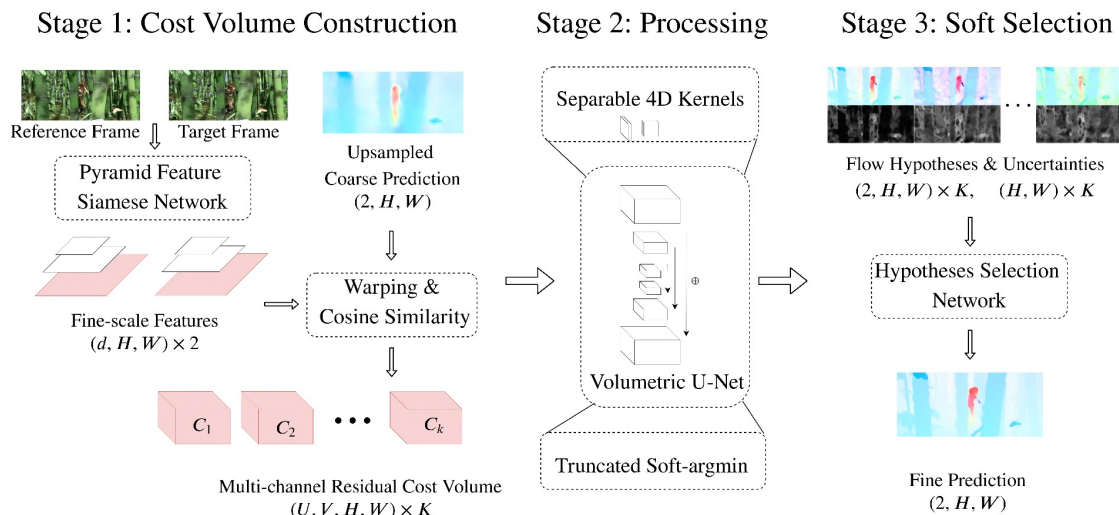 Stage 1: Cost Volume Construction
Reference Frame
Target Frame
Pyramid Feature
Siamese Network
Upsampled
Coarse Prediction
(2, H, W)
Fine-scale Features
(d, H, W) × 2
Warping &
Cosine Similarity
C₁
C₂
•••
Cₖ
Multi-channel Residual Cost Volume
(U, V, H, W) × K
Stage 2: Processing
Separable 4D Kernels
⊕
Volumetric U-Net
Truncated Soft-argmin
Stage 3: Soft Selection
•••
Flow Hypotheses & Uncertainties
(2, H, W) × K, (H, W) × K
Hypotheses Selection
Network
Fine Prediction
(2, H, W)